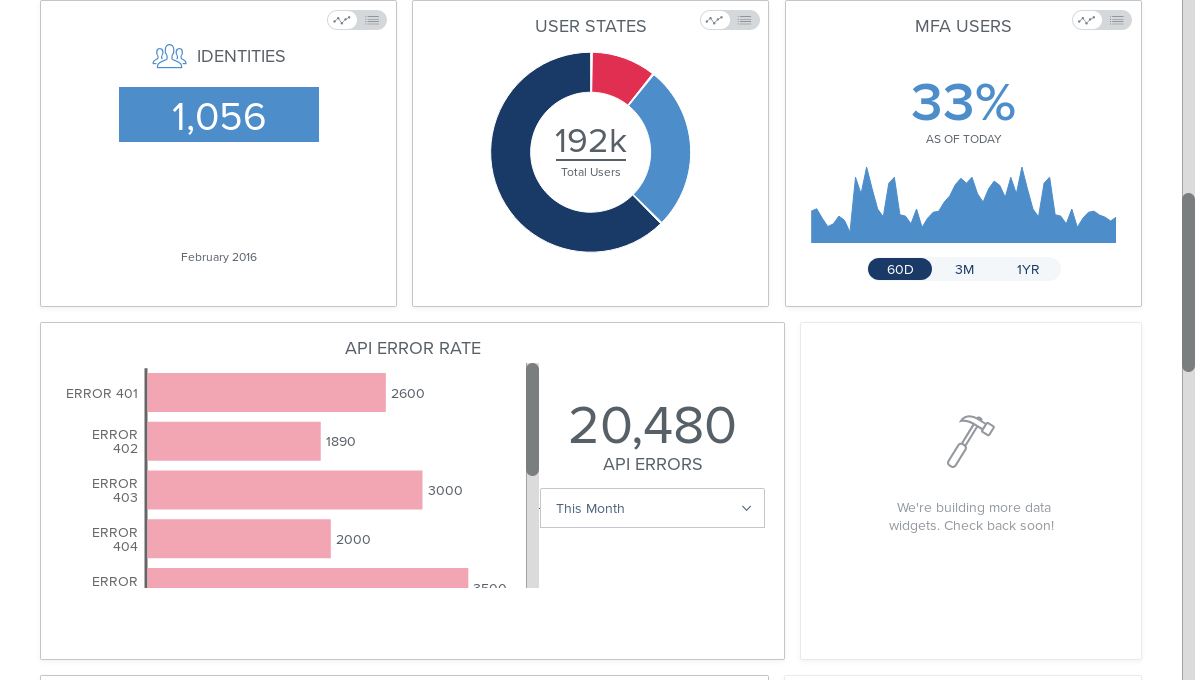 IDENTITIES
1,056
February 2016
USER STATES
192k
Total Users
MFA USERS
33%
AS OF TODAY
60D
3M
1YR
API ERROR RATE
ERROR 401
2600
ERROR
402
1890
ERROR
403
3000
ERROR
404
2000
ERROR
3500
20,480
API ERRORS
This Month
We're building more data
widgets. Check back soon!